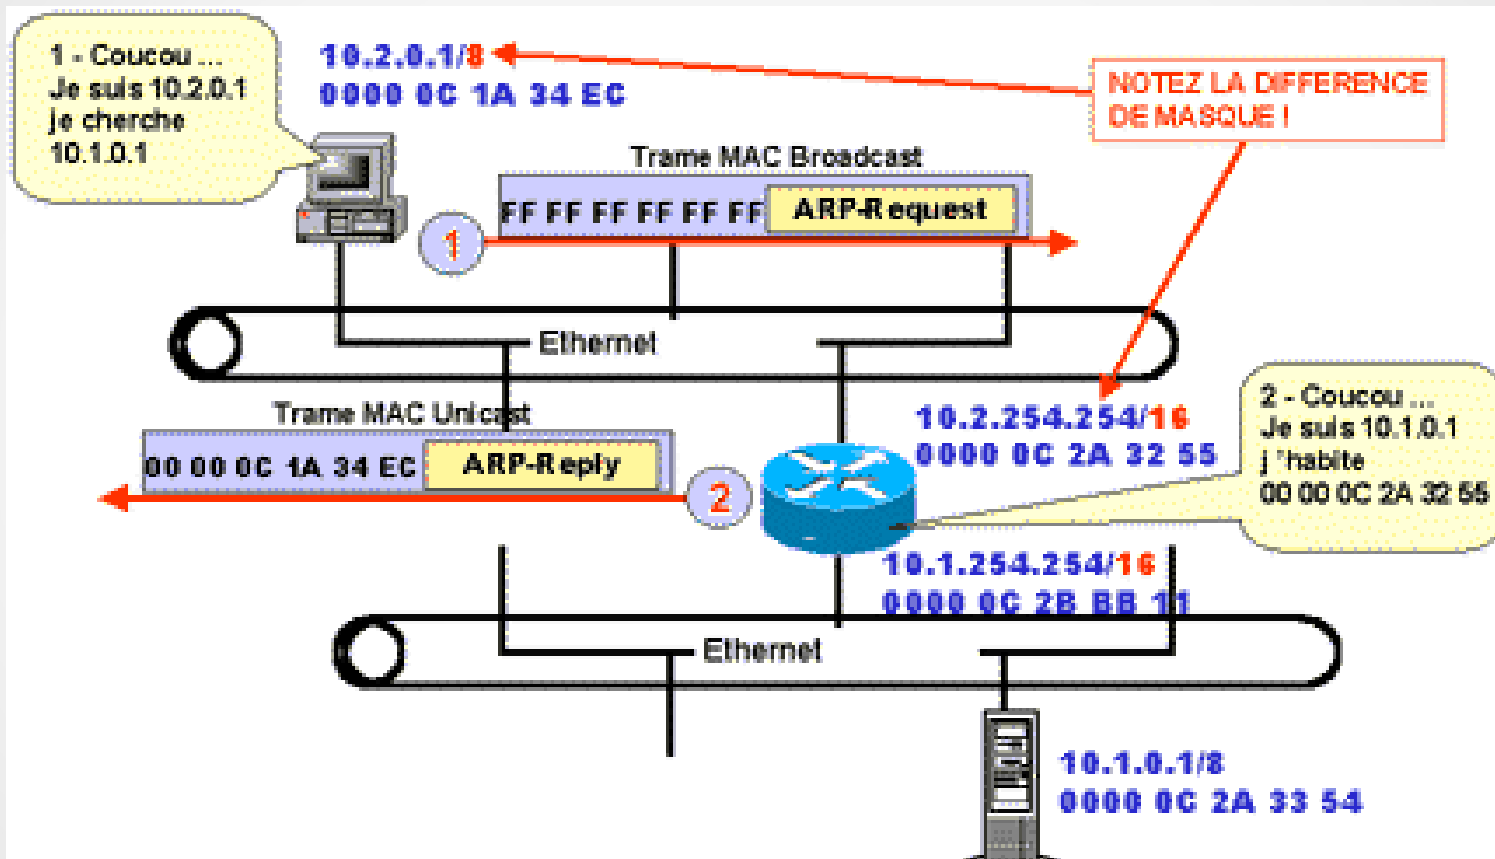 1 - Coucou ...
Je suis 10.2.0.1
je cherche
10.1.0.1
10.2.0.1/8
0000 0C 1A 34 EC
NOTEZ LA DIFFERENCE
DE MASQUE !
Trame MAC Broadcast
FF FF FF FF FF FF
ARP-Request
1
Ethernet
Trame MAC Unicast
00 00 0C 1A 34 EC
ARP-Reply
2
10.2.254.254/16
0000 0C 2A 32 55
2 - Coucou ...
Je suis 10.1.0.1
j 'habite
00 00 0C 2A 32 55
10.1.254.254/16
0000 0C 2B BB 11
Ethernet
10.1.0.1/8
0000 0C 2A 33 54